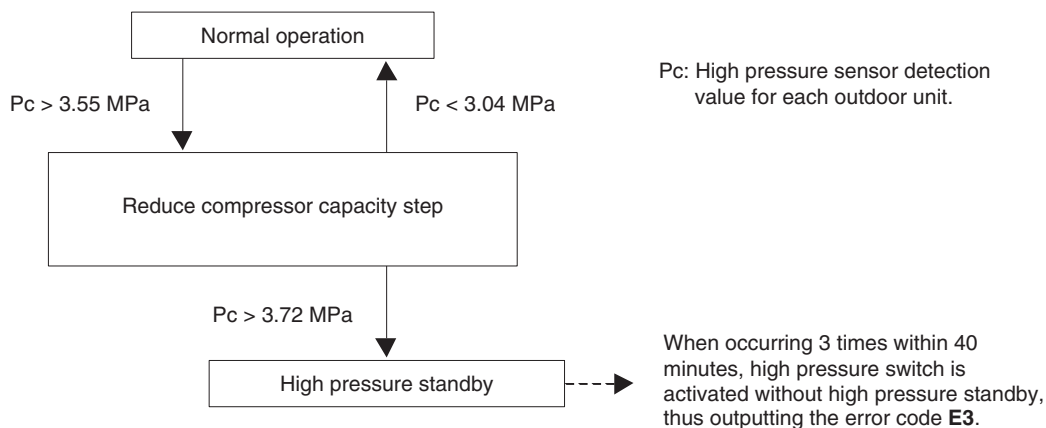 Normal operation
Pc: High pressure sensor detection
value for each outdoor unit.
Pc > 3.55 MPa
Pc < 3.04 MPa
Reduce compressor capacity step
Pc > 3.72 MPa
High pressure standby
When occurring 3 times within 40
minutes, high pressure switch is
activated without high pressure standby,
thus outputting the error code E3.